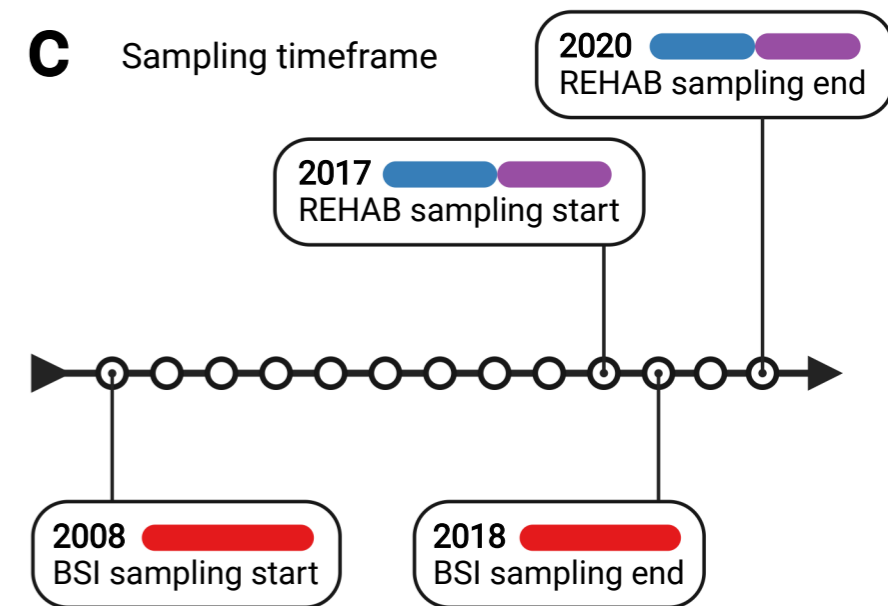 C Sampling timeframe
2020
REHAB sampling end
2017
REHAB sampling start
2008
BSI sampling start
2018
BSI sampling end